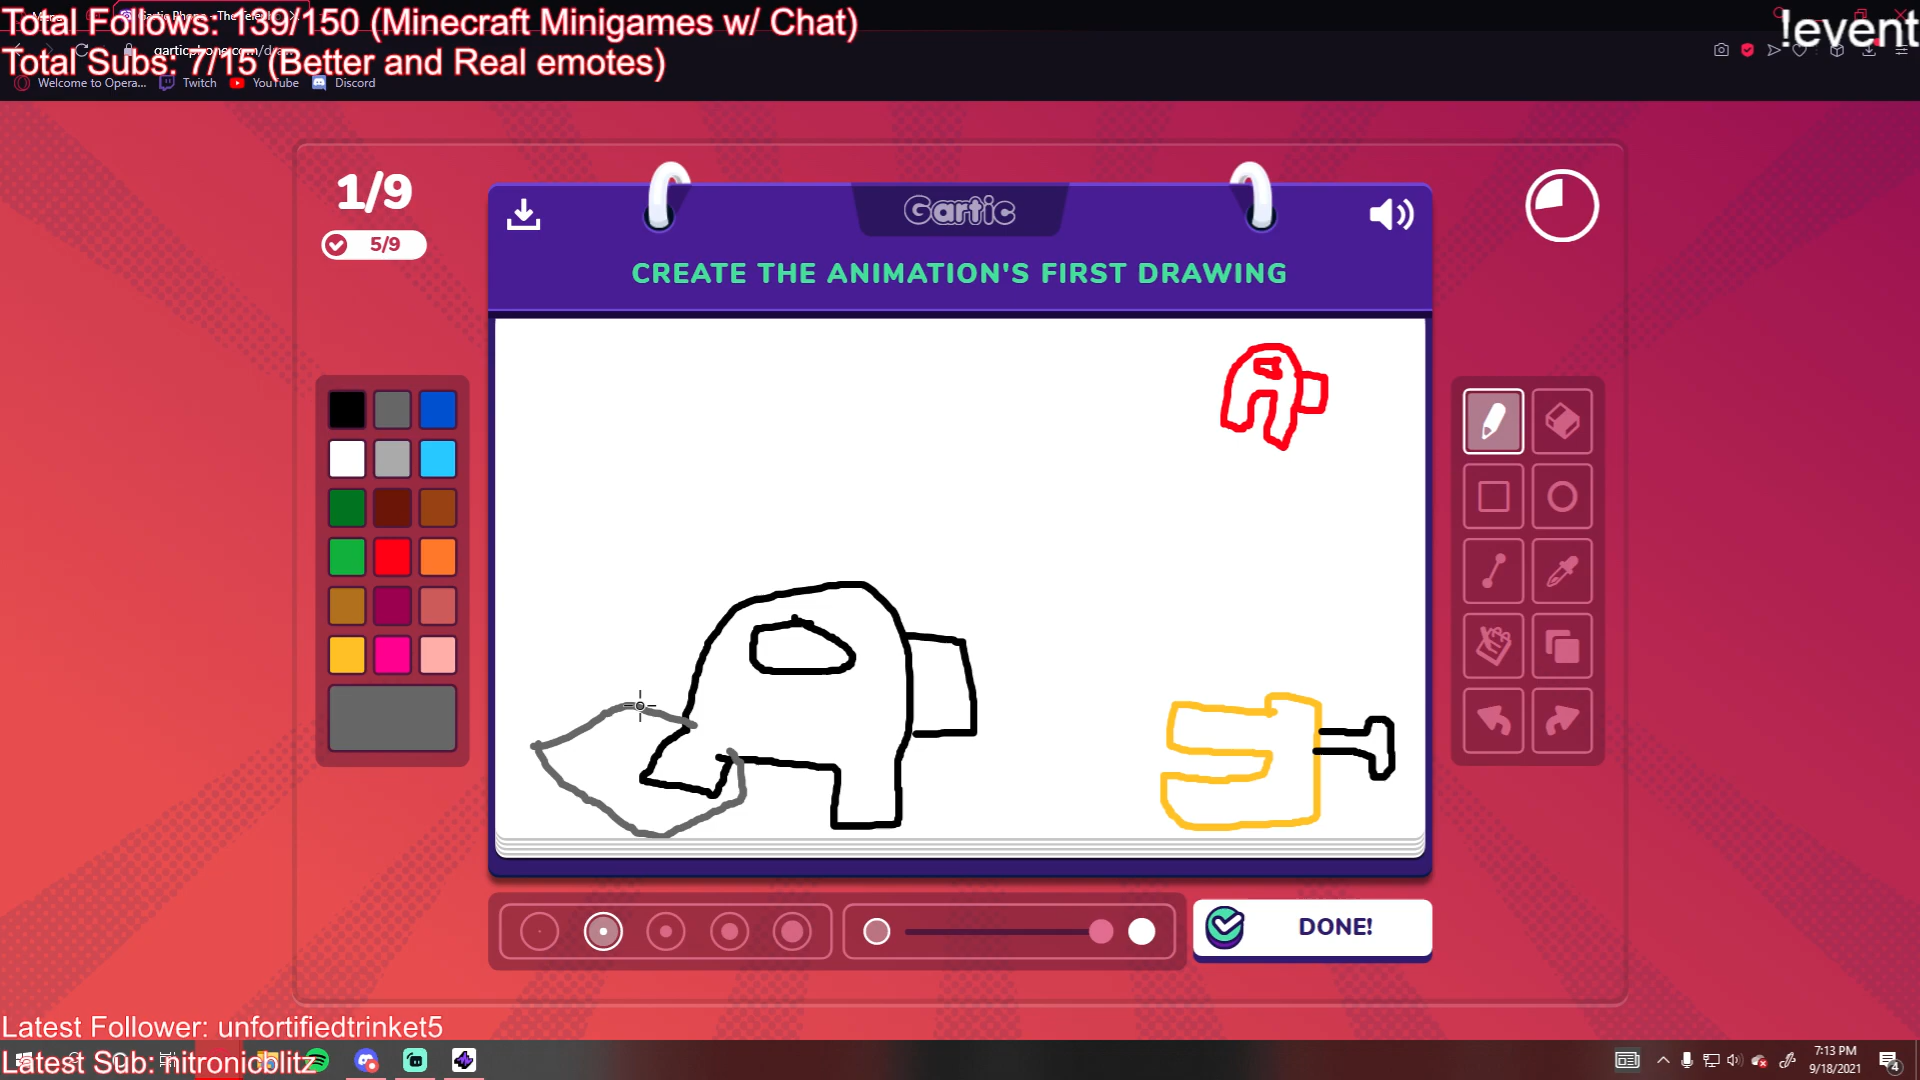 Total Follows: 139/150 (Minecraft Minigames w/ Chat)
!event
Total Subs: 7/15 (Better and Real emotes)
Welcome to Opera...
Twitch
YouTube
Discord
1/9
5/9
Gartic
CREATE THE ANIMATION'S FIRST DRAWING
DONE!
Latest Follower: unfortifiedtrinket5
Latest Sub: nitronicblitz
7:13 PM
9/18/2021
4